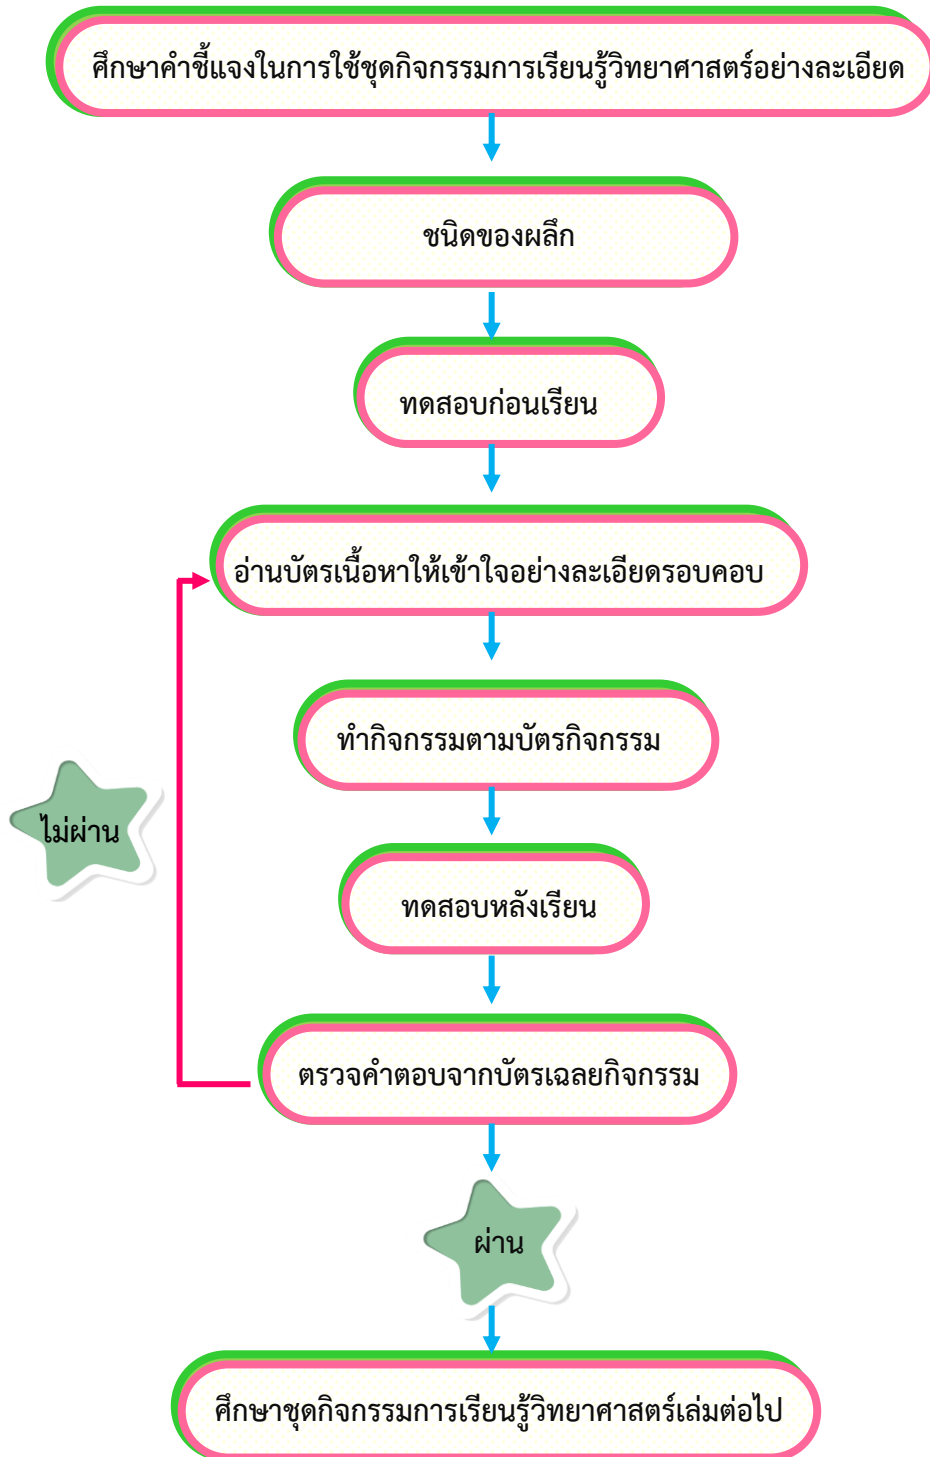 ศึกษาคำชี้แจงในการใช้ชุดกิจกรรมการเรียนรู้วิทยาศาสตร์อย่างละเอียด
ชนิดของผลึก
ทดสอบก่อนเรียน
อ่านบัตรเนื้อหาให้เข้าใจอย่างละเอียดรอบคอบ
ทำกิจกรรมตามบัตรกิจกรรม
ไม่ผ่าน
ทดสอบหลังเรียน
ตรวจคำตอบจากบัตรเฉลยกิจกรรม
ผ่าน
ศึกษาชุดกิจกรรมการเรียนรู้วิทยาศาสตร์เล่มต่อไป